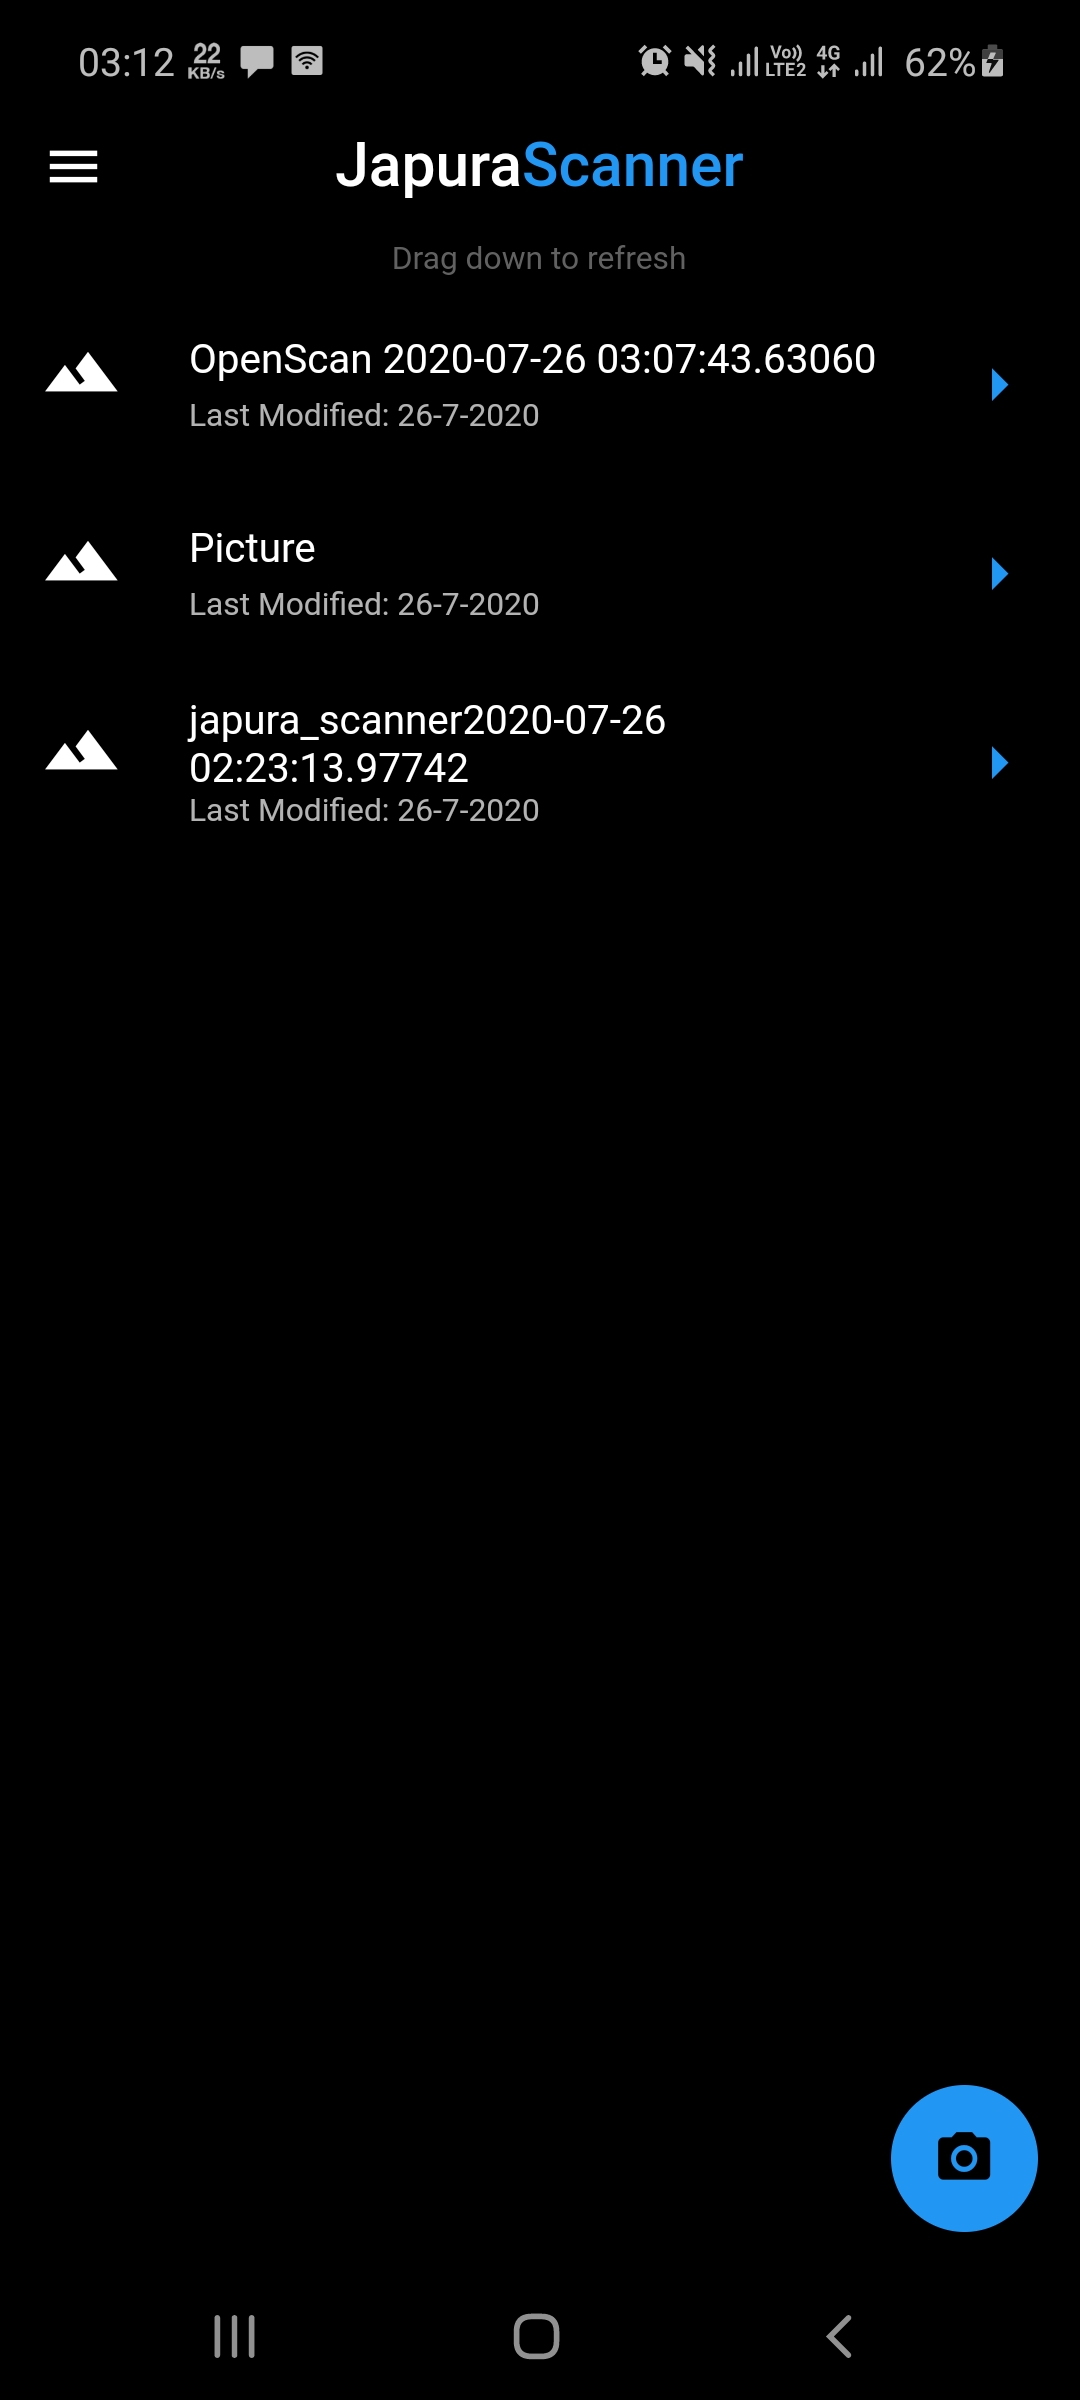 03:12 22 KB/s Vo)) LTE2 4G 62%
JapuraScanner
Drag down to refresh
OpenScan 2020-07-26 03:07:43.63060
Last Modified: 26-7-2020
Picture
Last Modified: 26-7-2020
japura_scanner2020-07-26
02:23:13.97742
Last Modified: 26-7-2020